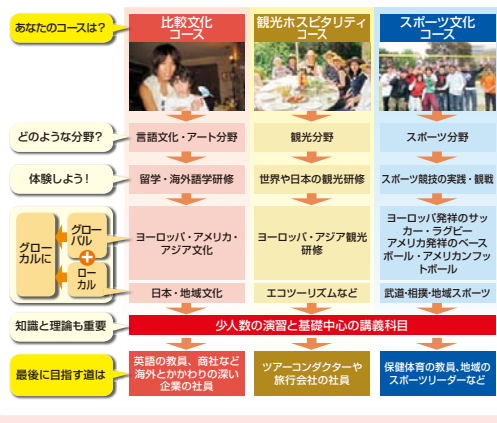 あなたのコースは?
比較文化
コース
観光ホスピタリティ
コース
スポーツ文化
コース
どのような分野?
言語文化・アート分野
観光分野
スポーツ分野
体験しよう!
留学・海外語学研修
世界や日本の観光研修
スポーツ競技の実践・観戦
グロー
カルに
グロー
バル
+
ロー
カル
ヨーロッパ・アメリカ・
アジア文化
ヨーロッパ・アジア観光
研修
ヨーロッパ発祥のサッ
カー・ラグビー
アメリカ発祥のベース
ボール・アメリカンフッ
トボール
日本・地域文化
エコツーリズムなど
武道・相撲・地域スポーツ
知識と理論も重要
少人数の演習と基礎中心の講義科目
最後に目指す道は
英語の教員、商社など
海外とかかわりの深い
企業の社員
ツアーコンダクターや
旅行会社の社員
保健体育の教員、地域の
スポーツリーダーなど